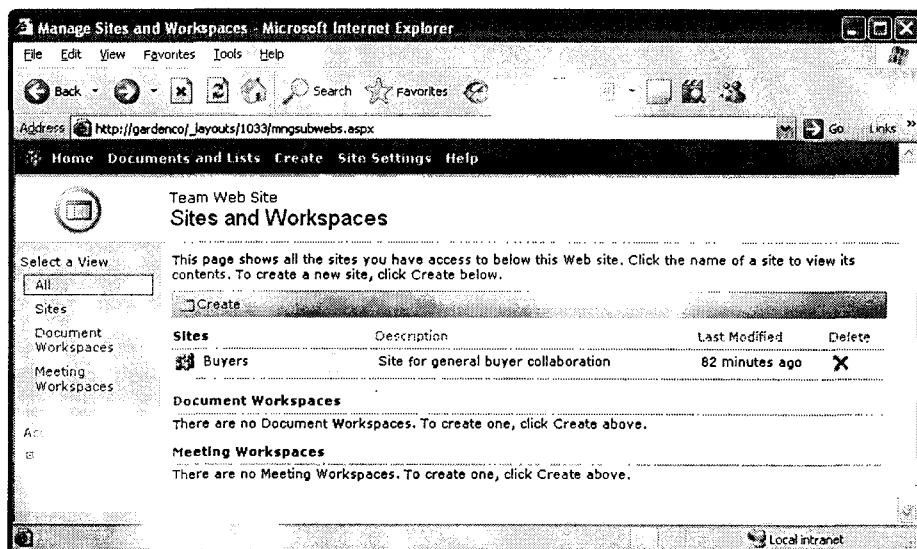 Manage Sites and Workspaces - Microsoft Internet Explorer
File Edit View Favorites Tools Help
Back Search Favorites
Address http://gardenco/_layouts/1033/mngsubwebs.aspx Go Links »
Home Documents and Lists Create Site Settings Help
Team Web Site
Sites and Workspaces
Select a View
All
Sites
Document
Workspaces
Meeting
Workspaces
This page shows all the sites you have access to below this Web site. Click the name of a site to view its
contents. To create a new site, click Create below.
Create
Sites Description Last Modified Delete
Buyers Site for general buyer collaboration 82 minutes ago
Document Workspaces
There are no Document Workspaces. To create one, click Create above.
Meeting Workspaces
There are no Meeting Workspaces. To create one, click Create above.
Local intranet